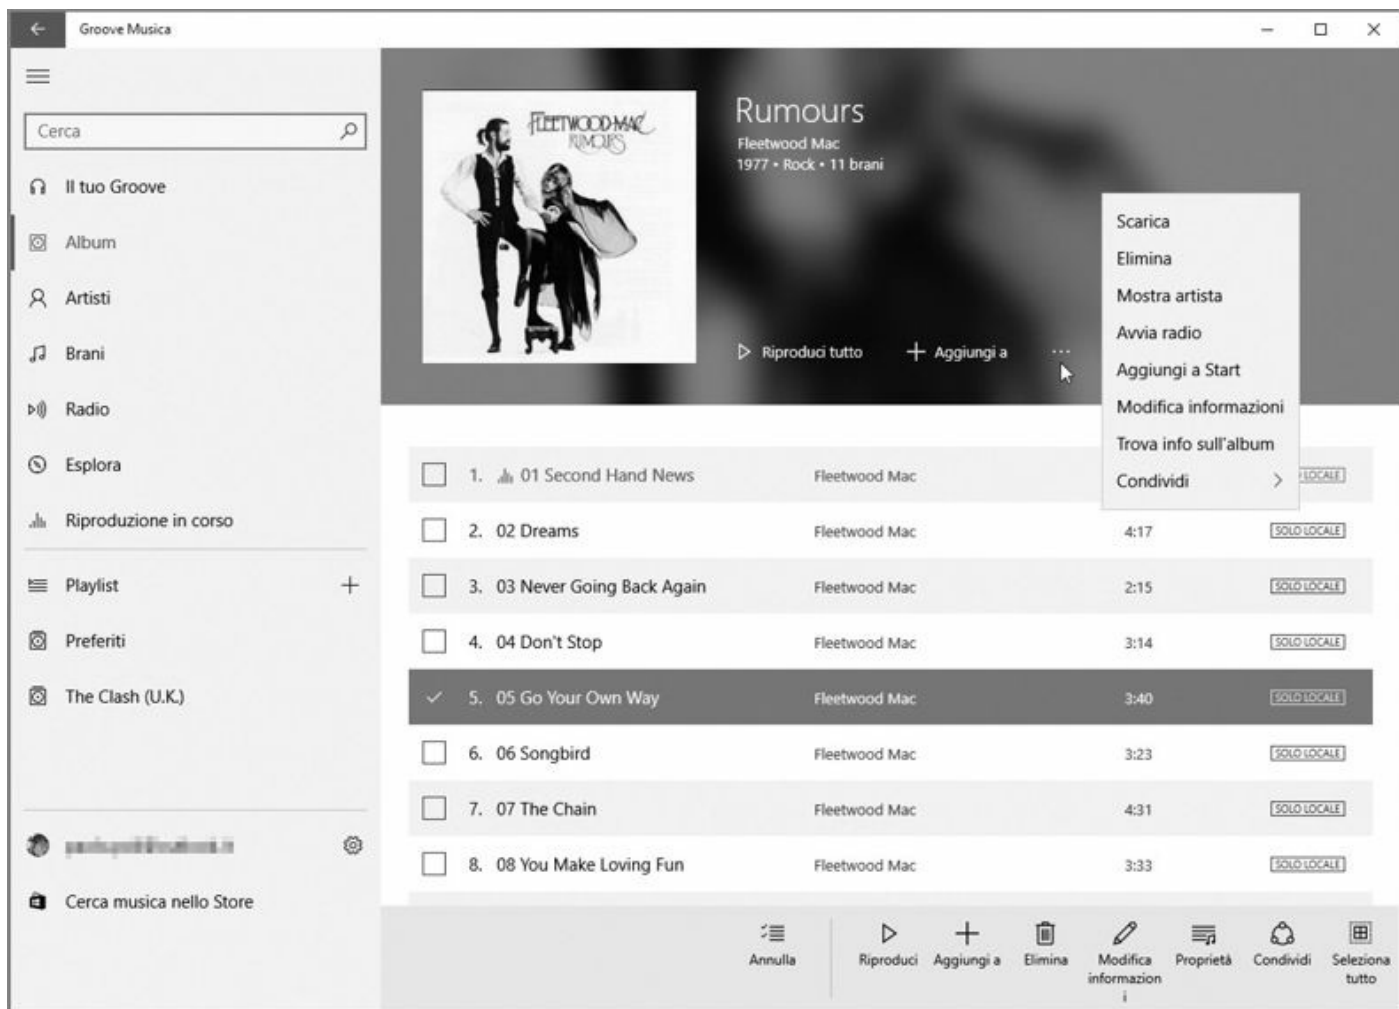 Groove Musica
Cerca
Il tuo Groove
Album
Artisti
Brani
Radio
Esplora
Riproduzione in corso
Playlist
Preferiti
The Clash (U.K.)
Cerca musica nello Store
FLEETWOOD MAC
RUMOURS
Rumours
Fleetwood Mac
1977 • Rock • 11 brani
Riproduci tutto
Aggiungi a
...
Scarica
Elimina
Mostra artista
Avvia radio
Aggiungi a Start
Modifica informazioni
Trova info sull'album
Condividi
1. 01 Second Hand News Fleetwood Mac LOCALE
2. 02 Dreams Fleetwood Mac 4:17 SOLO LOCALE
3. 03 Never Going Back Again Fleetwood Mac 2:15 SOLO LOCALE
4. 04 Don't Stop Fleetwood Mac 3:14 SOLO LOCALE
5. 05 Go Your Own Way Fleetwood Mac 3:40 SOLO LOCALE
6. 06 Songbird Fleetwood Mac 3:23 SOLO LOCALE
7. 07 The Chain Fleetwood Mac 4:31 SOLO LOCALE
8. 08 You Make Loving Fun Fleetwood Mac 3:33 SOLO LOCALE
Annulla
Riproduci
Aggiungi a
Elimina
Modifica
informazion
i
Proprietà
Condividi
Seleziona
tutto